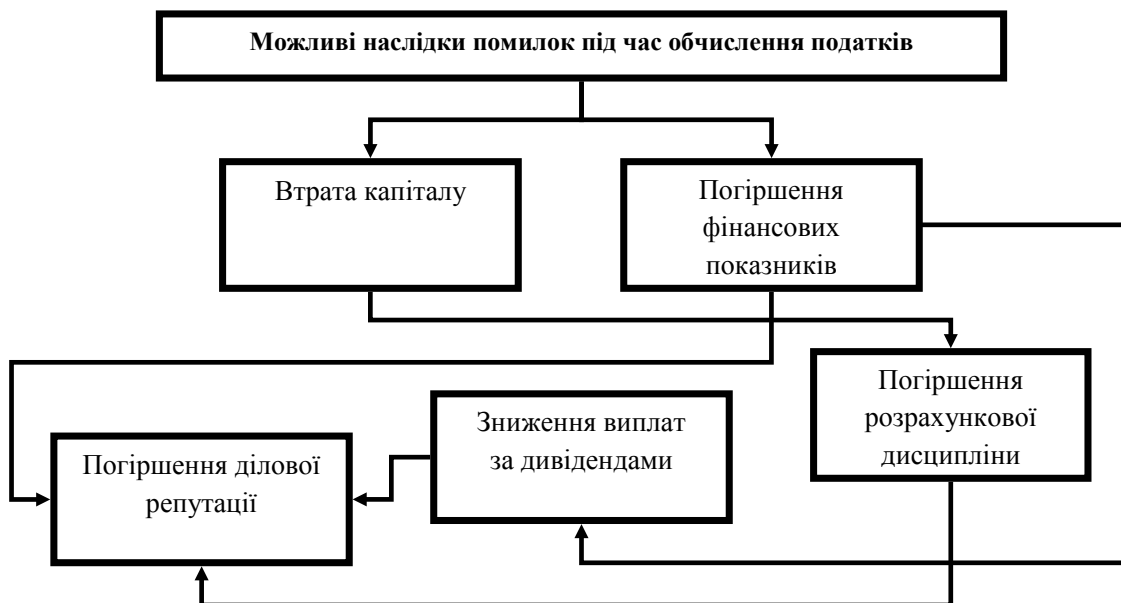 Можливі наслідки помилок під час обчислення податків
Втрата капіталу
Погіршення
фінансових
показників
Погіршення
розрахункової
дисципліни
Зниження виплат
за дивідендами
Погіршення ділової
репутації